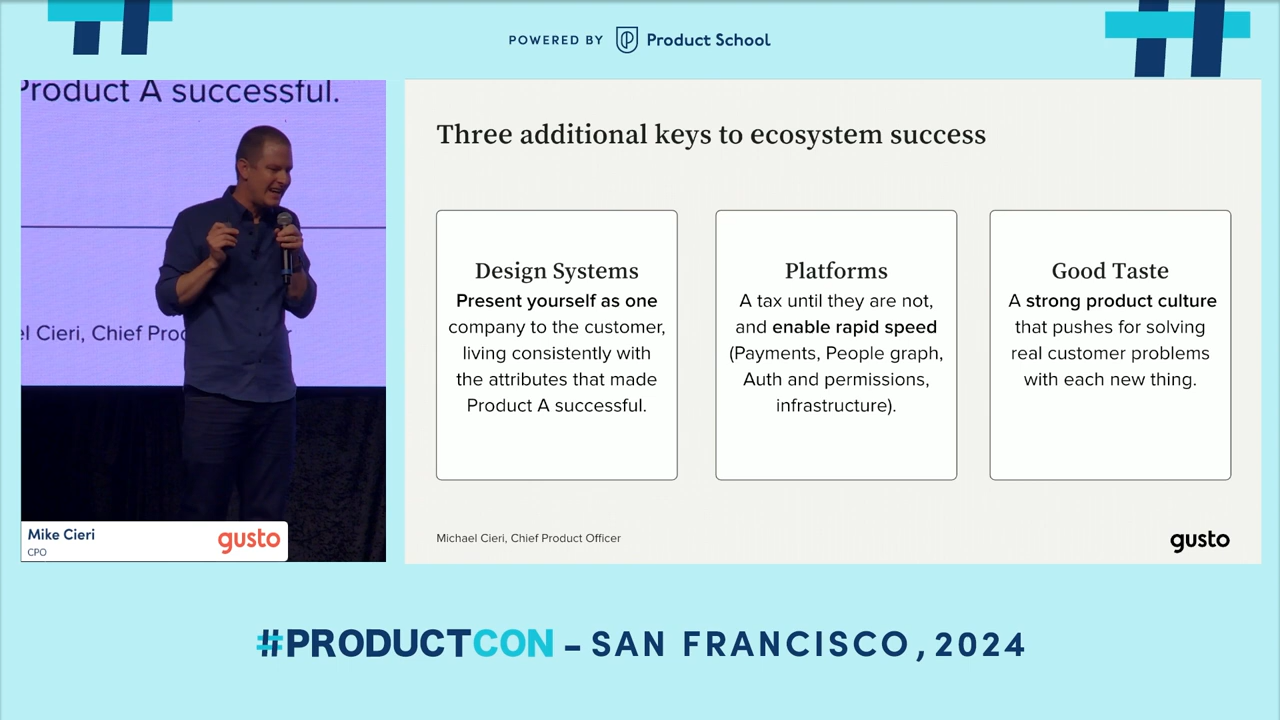 POWERED BY Product School
Product A successful.
el Cieri, Chief Prod
Mike Cieri
CPO
gusto
Three additional keys to ecosystem success
Design Systems
Present yourself as one
company to the customer,
living consistently with
the attributes that made
Product A successful.
Platforms
A tax until they are not,
and enable rapid speed
(Payments, People graph,
Auth and permissions,
infrastructure).
Good Taste
A strong product culture
that pushes for solving
real customer problems
with each new thing.
Michael Cieri, Chief Product Officer
gusto
#PRODUCTCON – SAN FRANCISCO, 2024